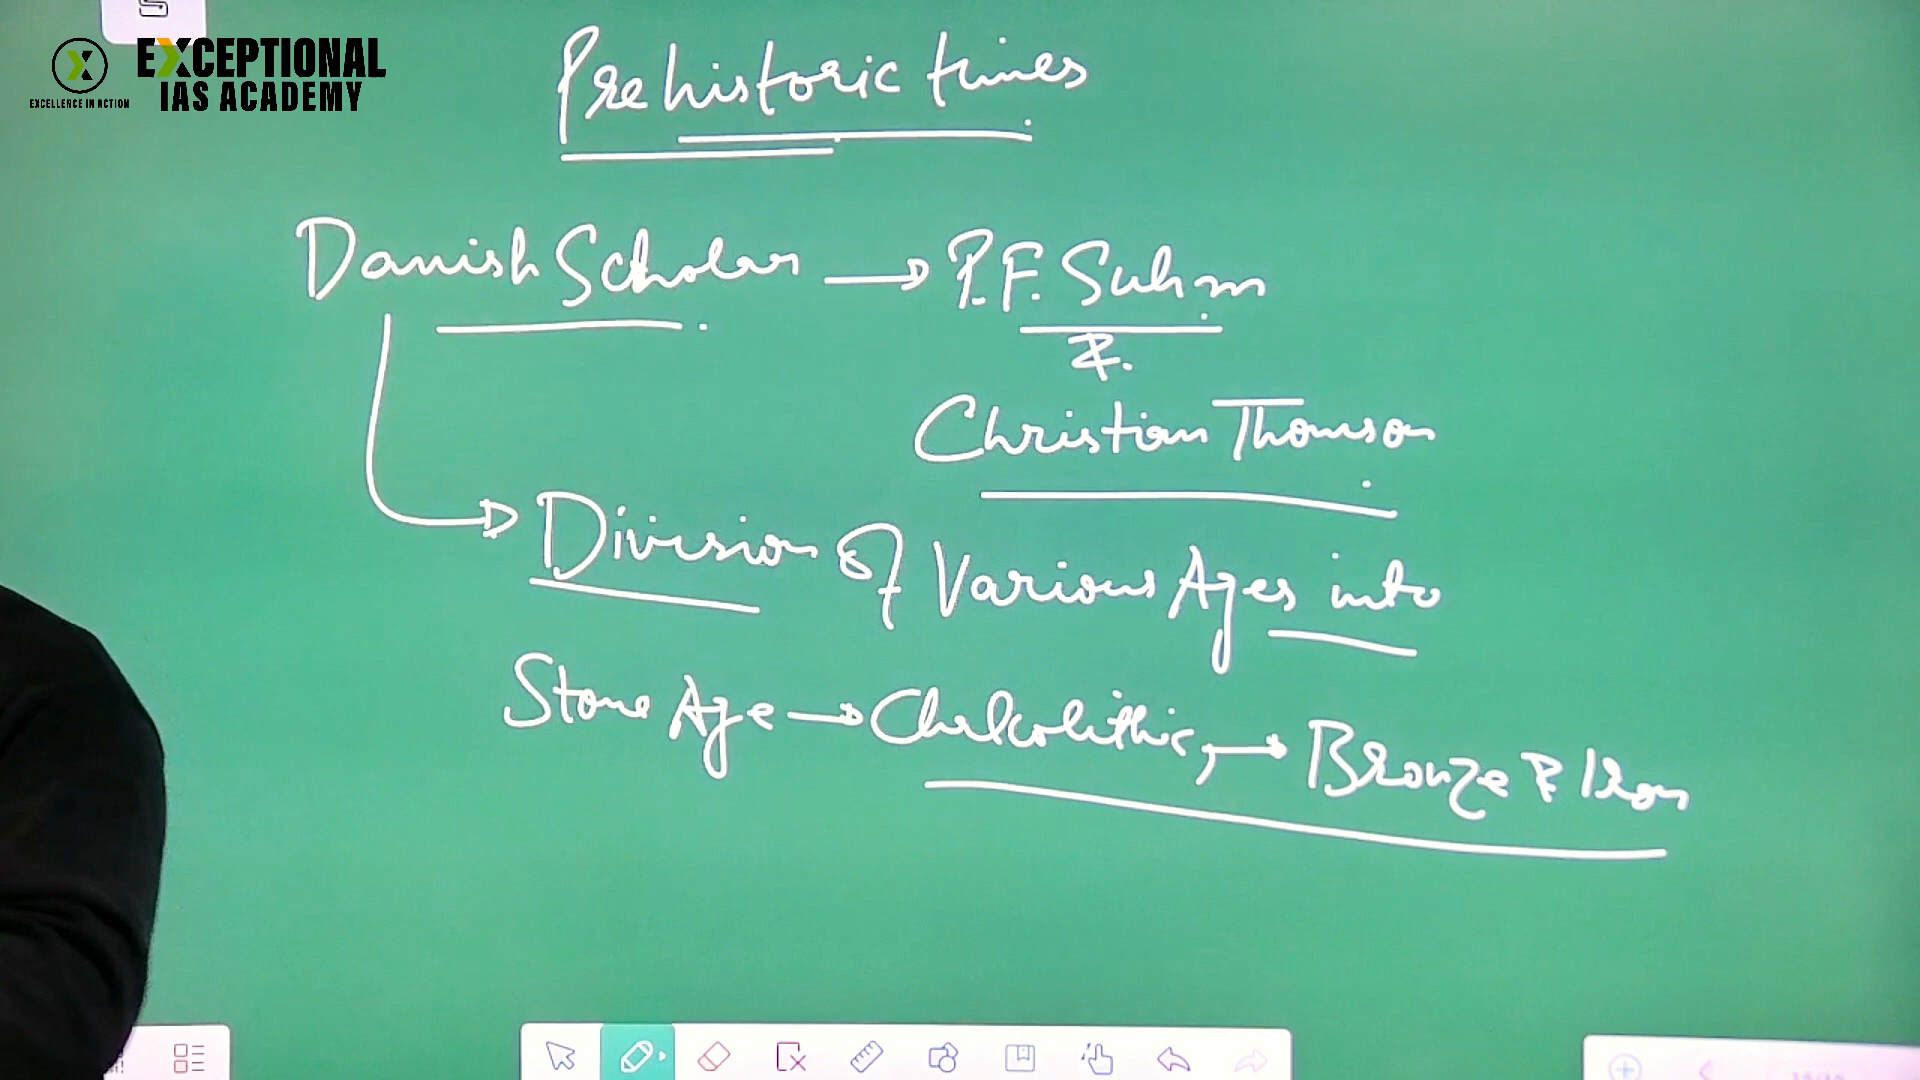 EXCEPTIONAL
IAS ACADEMY
EXCELLENCE IN ACTION
Prehistoric times
Danish Scholar → P.F. Suhm
&
Christian Thomson
Division of Various Ages into
Stone Age → Chalcolithic, → Bronze & Iron